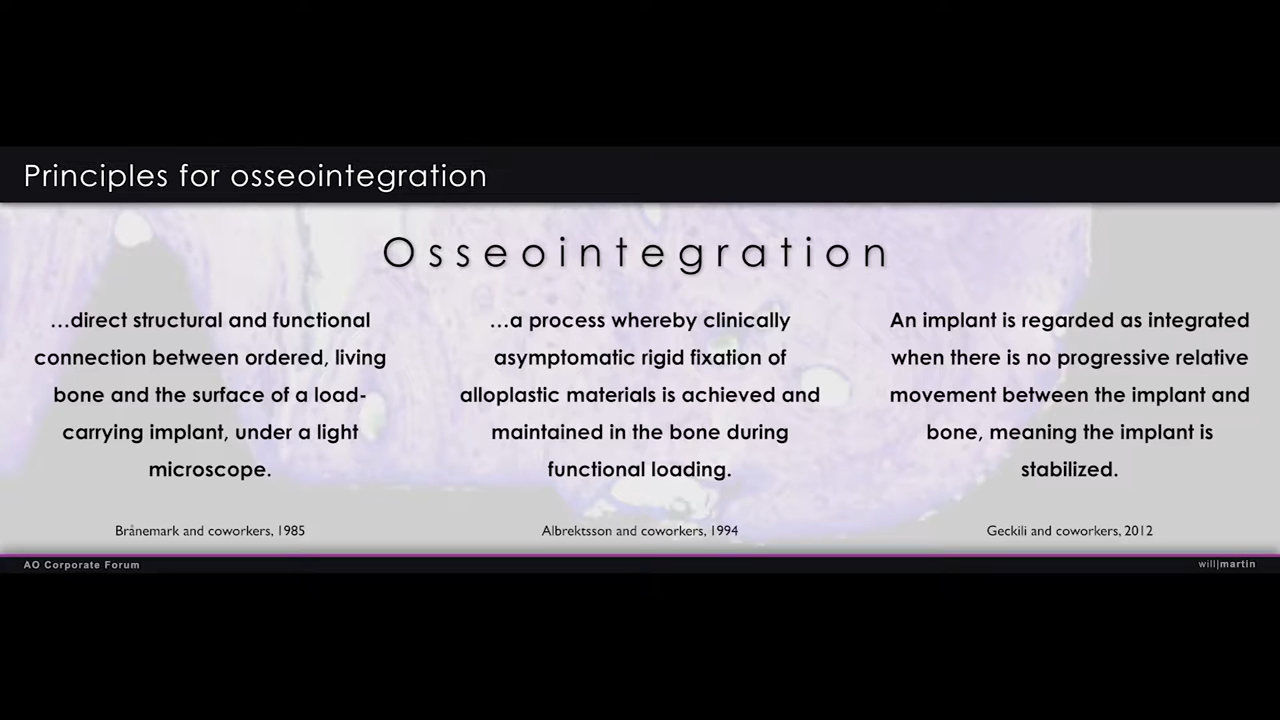 Principles for osseointegration
Osseointegration
...direct structural and functional
connection between ordered, living
bone and the surface of a load-
carrying implant, under a light
microscope.
Brånemark and coworkers, 1985
...a process whereby clinically
asymptomatic rigid fixation of
alloplastic materials is achieved and
maintained in the bone during
functional loading.
Albrektsson and coworkers, 1994
An implant is regarded as integrated
when there is no progressive relative
movement between the implant and
bone, meaning the implant is
stabilized.
Geckili and coworkers, 2012
AO Corporate Forum
will|martin